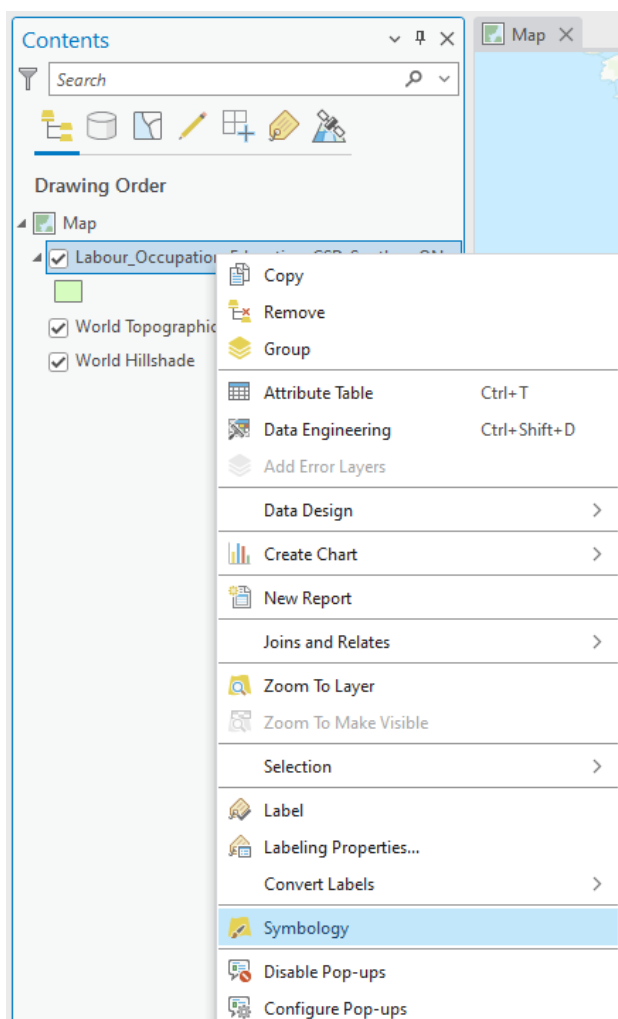 Contents
Map
Search
Drawing Order
Map
Labour_Occupation
Copy
Remove
World Topographic
Group
World Hillshade
Attribute Table Ctrl+T
Data Engineering Ctrl+Shift+D
Add Error Layers
Data Design
Create Chart
New Report
Joins and Relates
Zoom To Layer
Zoom To Make Visible
Selection
Label
Labeling Properties...
Convert Labels
Symbology
Disable Pop-ups
Configure Pop-ups